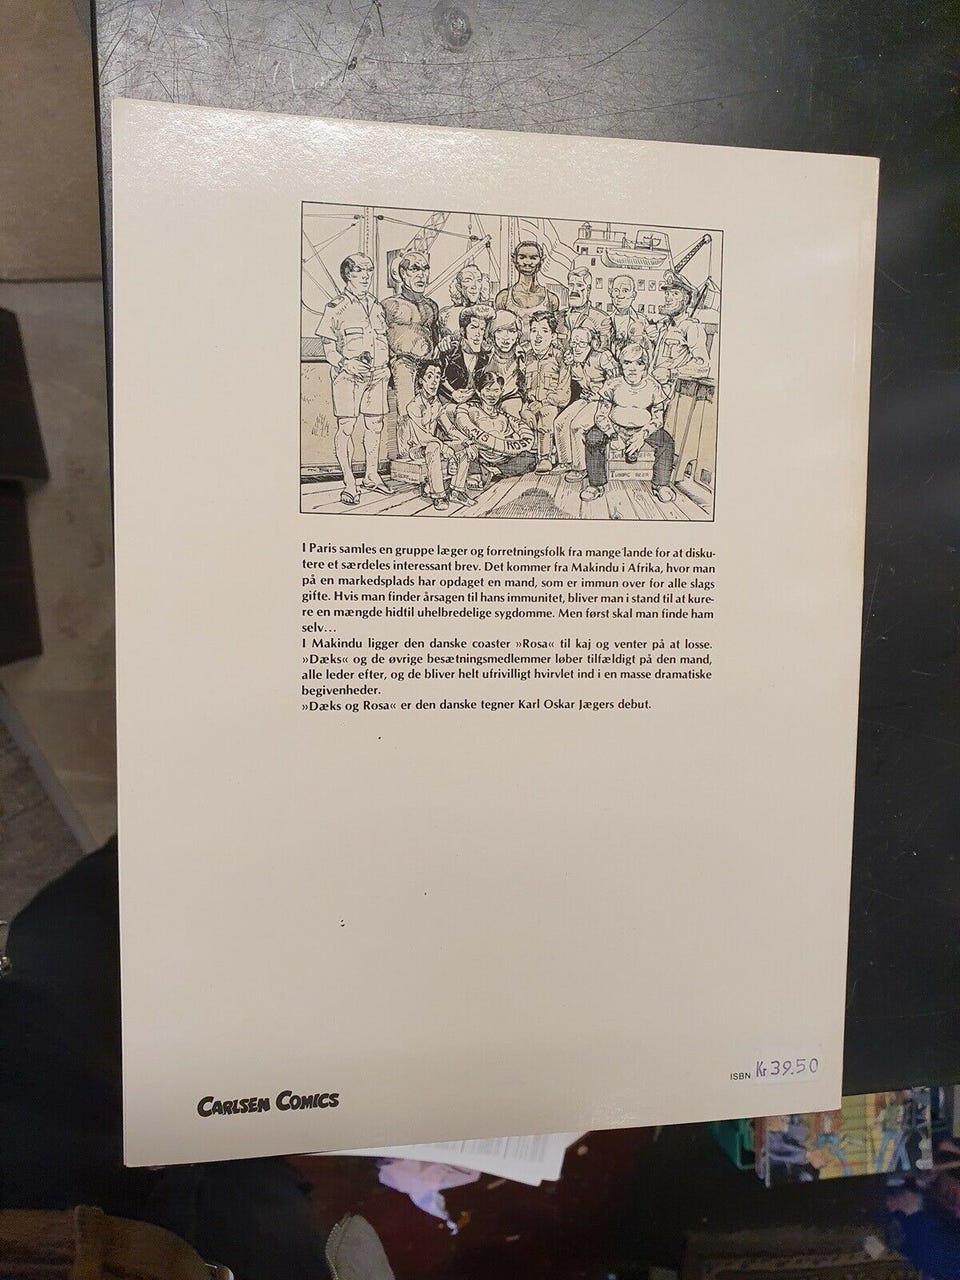 M/S ROSA
TUBORG BEER
I Paris samles en gruppe læger og forretningsfolk fra mange lande for at disku-
tere et særdeles interessant brev. Det kommer fra Makindu i Afrika, hvor man
på en markedsplads har opdaget en mand, som er immun over for alle slags
gifte. Hvis man finder årsagen til hans immunitet, bliver man i stand til at kure-
re en mængde hidtil uhelbredelige sygdomme. Men først skal man finde ham
selv...
I Makindu ligger den danske coaster »Rosa« til kaj og venter på at losse.
»Dæks« og de øvrige besætningsmedlemmer løber tilfældigt på den mand,
alle leder efter, og de bliver helt ufrivilligt hvirvlet ind i en masse dramatiske
begivenheder.
»Dæks og Rosa« er den danske tegner Karl Oskar Jægers debut.
ISBN Kr 39.50
CARLSEN COMICS